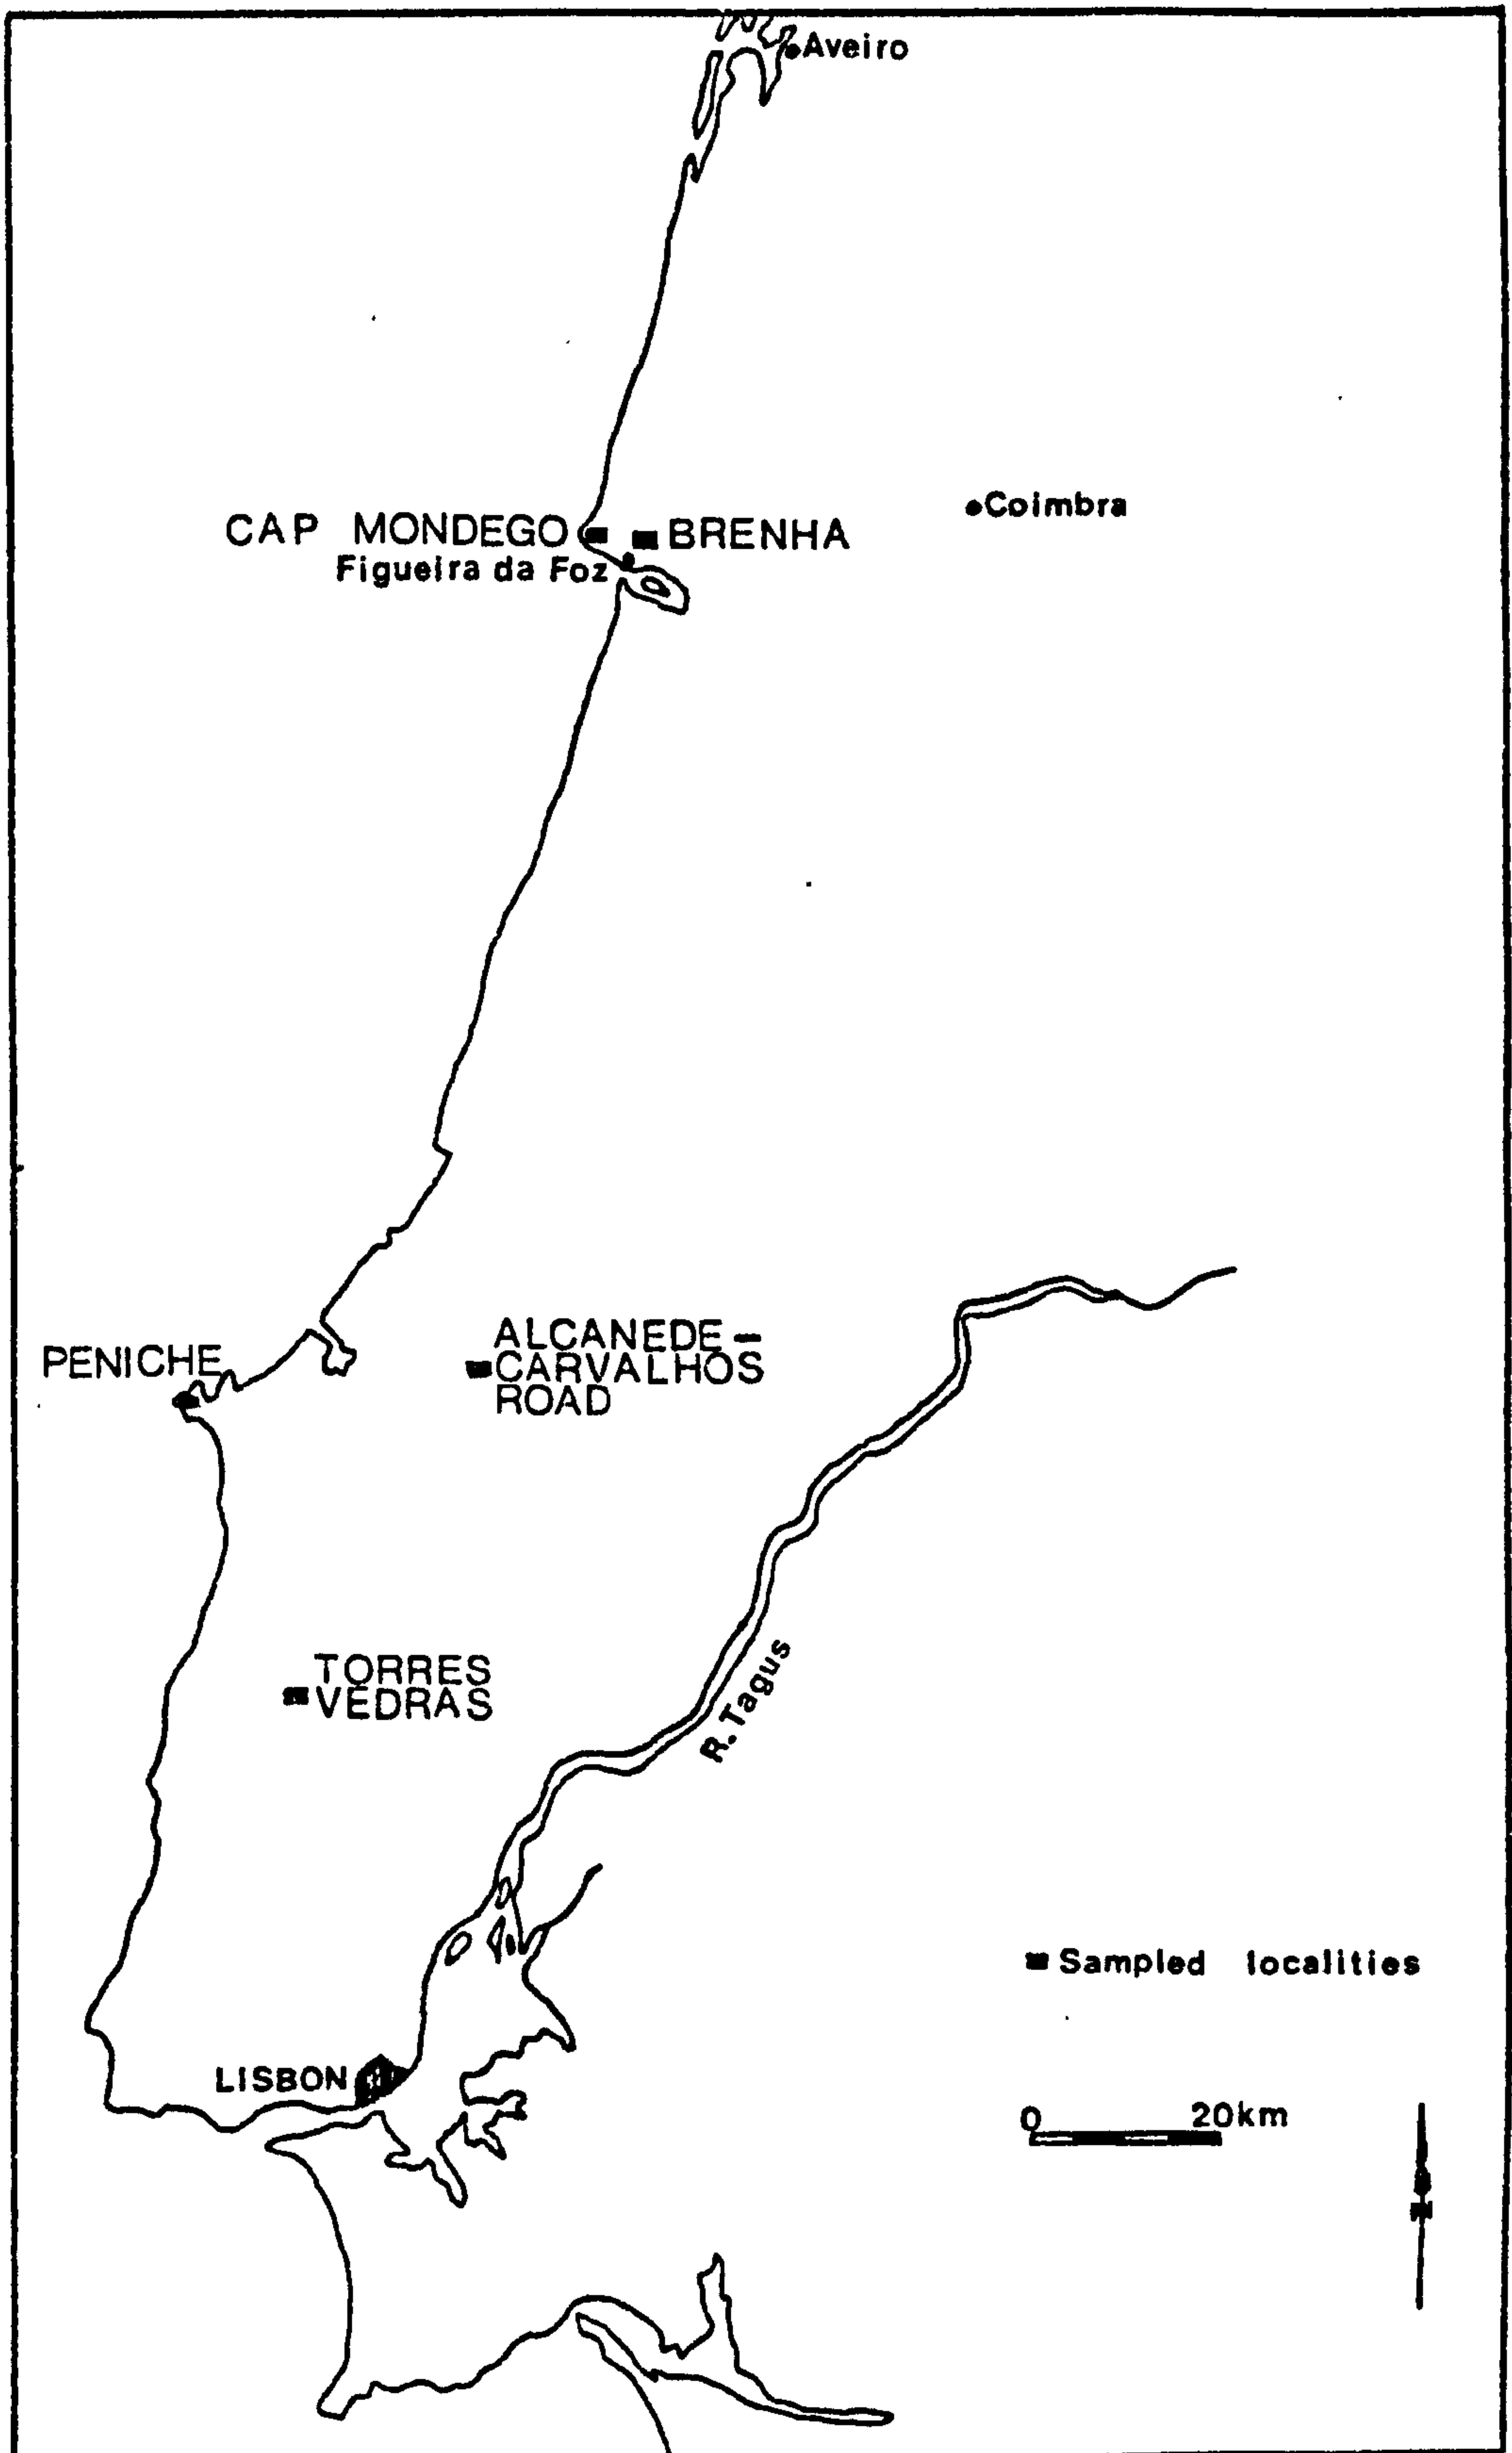 Aveiro
Coimbra
CAP MONDEGO
BRENHA
Figueira da Foz
ALCANEDE–
CARVALHOS
ROAD
PENICHE
TORRES
VEDRAS
R. Tagus
Sampled localities
LISBON
0 20km
N